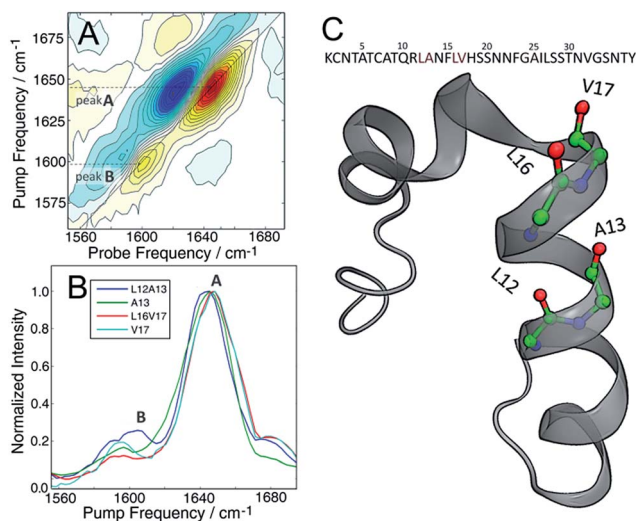 A
Pump Frequency / cm⁻¹
1675
1650
1625
1600
1575
peak A
peak B
1560
1600
1640
1680
Probe Frequency / cm⁻¹
B
Normalized Intensity
1.0
0.8
0.6
0.4
0.2
0.0
L12A13
A13
L16V17
V17
A
B
1560
1600
1640
1680
Pump Frequency / cm⁻¹
C
5 10 15 20 25 30
KCNTATCATQRLANFLVHSSNNFGAILSSTNVGSNTY
V17
L16
A13
L12